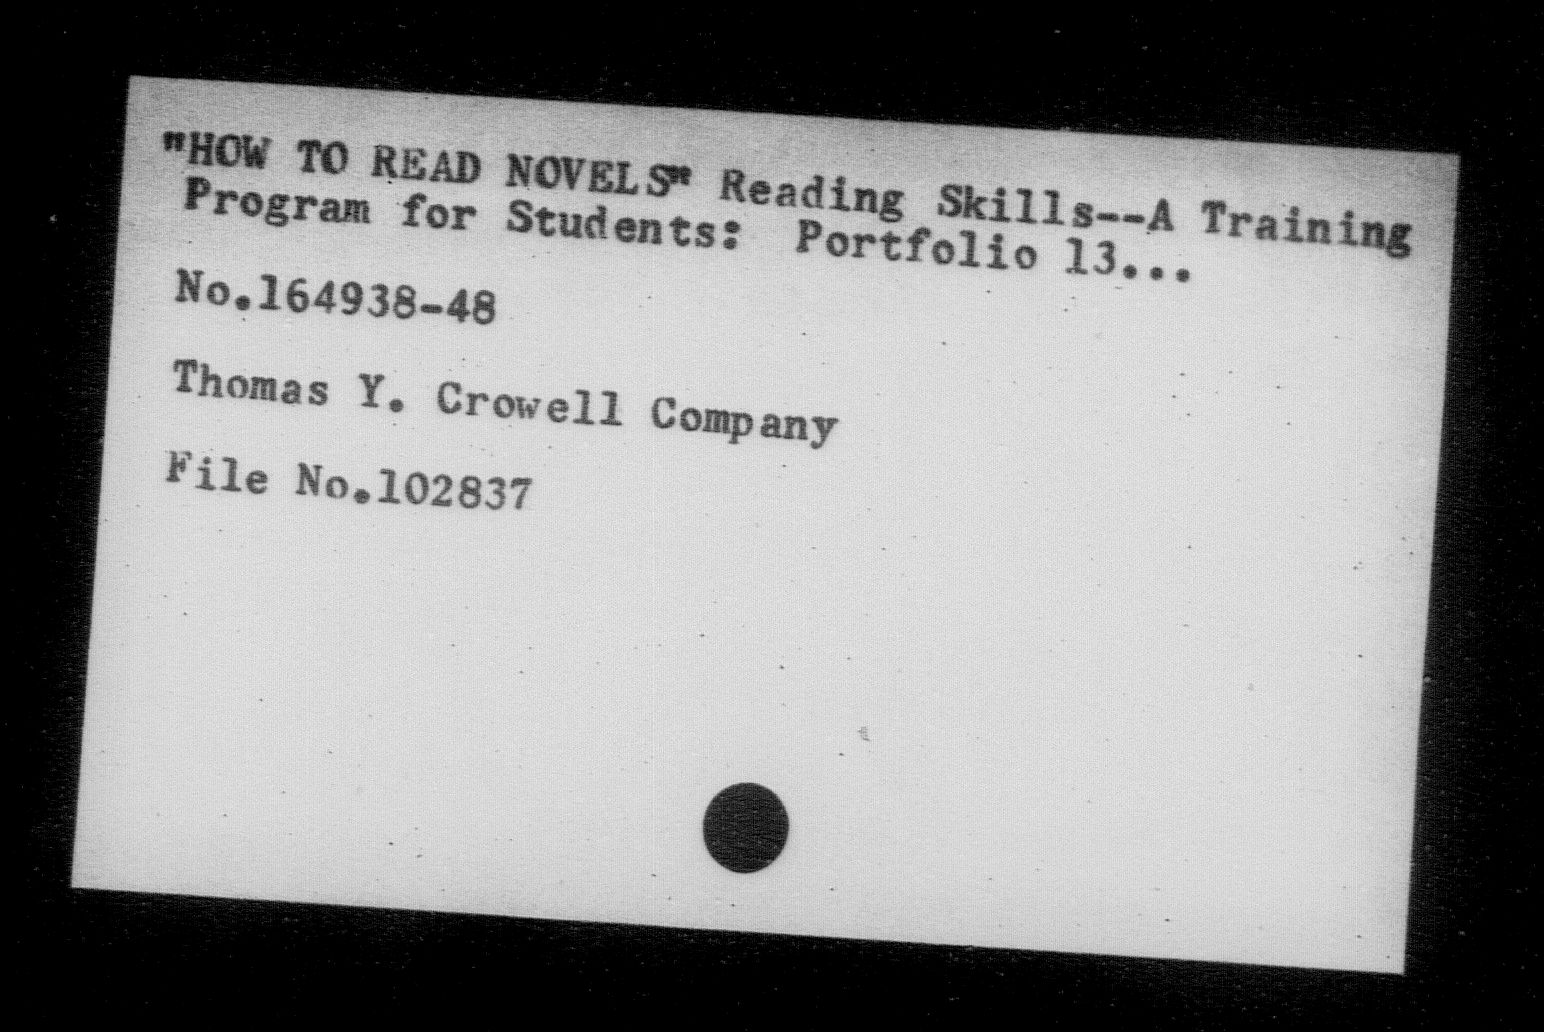 "HOW TO READ NOVELS" Reading Skills--A Training
Program for Students: Portfolio 13...
No.164938-48
Thomas Y. Crowell Company
File No.102837